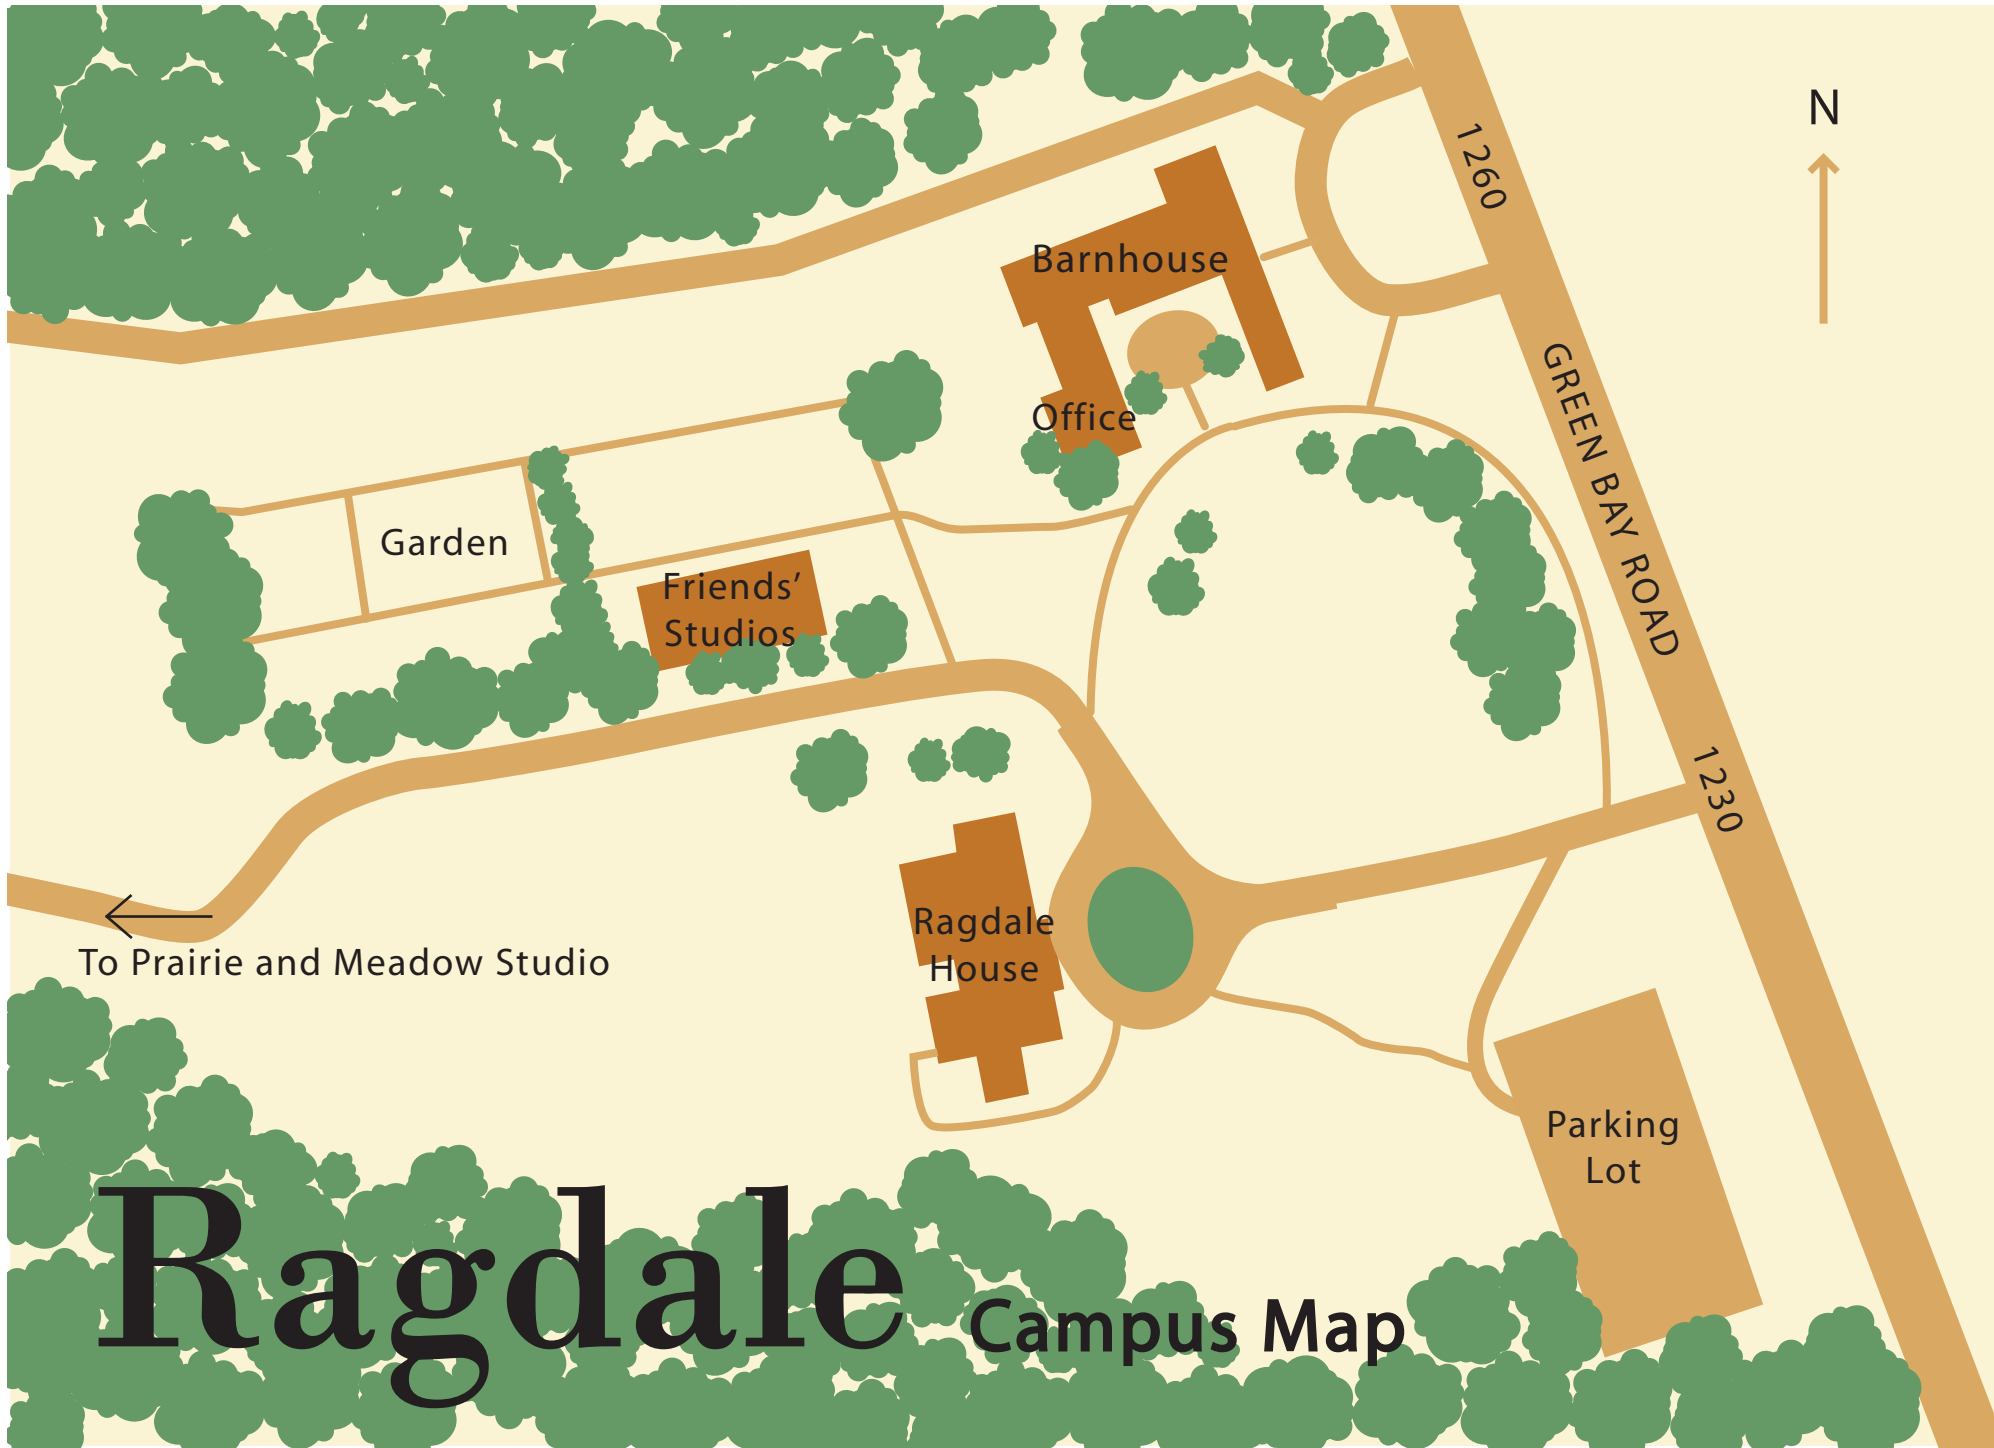 N
1260
Barnhouse
GREEN BAY ROAD
Office
Garden
Friends’
Studios
1230
Ragdale
House
To Prairie and Meadow Studio
Parking
Lot
Ragdale Campus Map